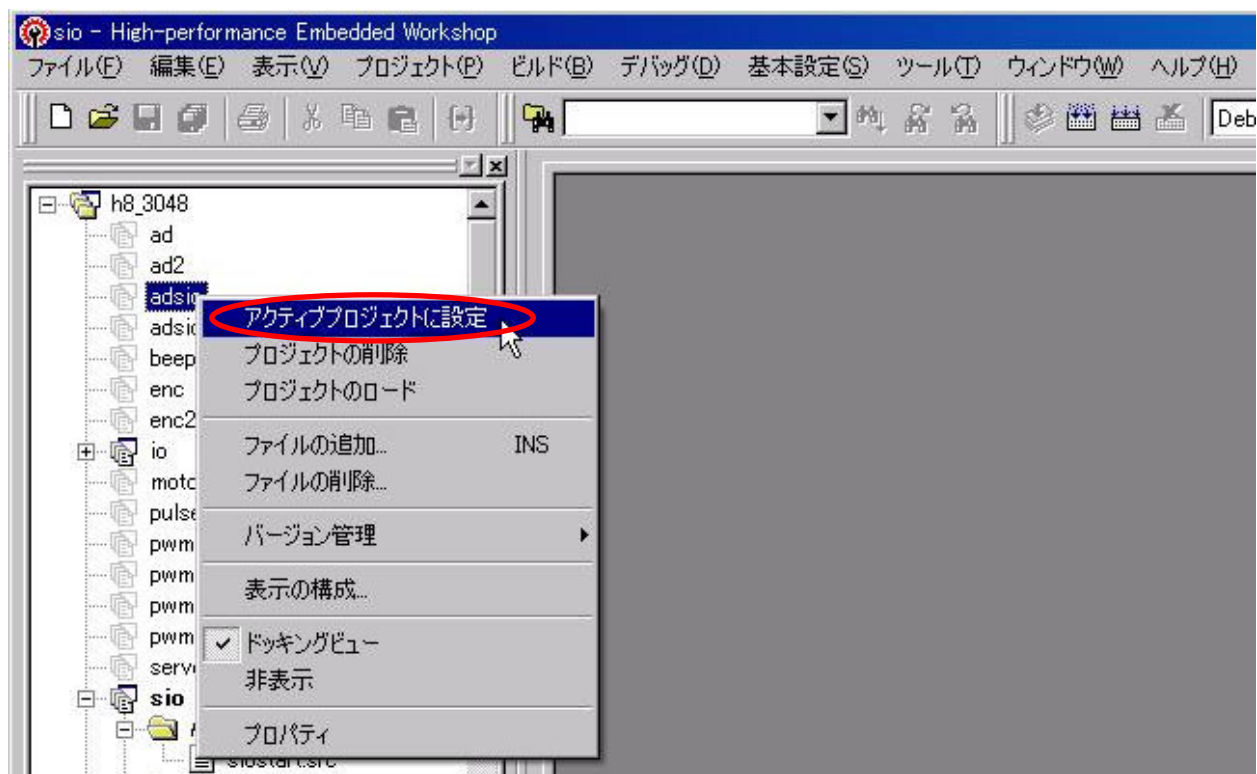 sio - High-performance Embedded Workshop
ファイル(F) 編集(E) 表示(V) プロジェクト(P) ビルド(B) デバッグ(D) 基本設定(S) ツール(T) ウィンドウ(W) ヘルプ(H)
Deb
h8_3048
ad
ad2
adsio
アクティブプロジェクトに設定
adsio
プロジェクトの削除
beep
プロジェクトのロード
enc
enc2
ファイルの追加... INS
io
ファイルの削除...
moto
pulse
バージョン管理
pwm
pwm
表示の構成...
pwm
pwm
ドッキングビュー
serv
非表示
sio
プロパティ
siostart.src